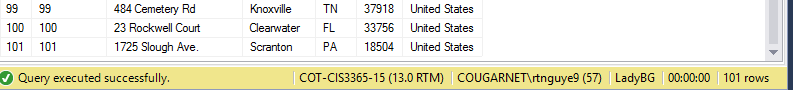 99 99 484 Cemetery Rd Knoxville TN 37918 United States
100 100 23 Rockwell Court Clearwater FL 33756 United States
101 101 1725 Slough Ave. Scranton PA 18504 United States
Query executed successfully. COT-CIS3365-15 (13.0 RTM) COUGARNET\rtnguye9 (57) LadyBG 00:00:00 101 rows